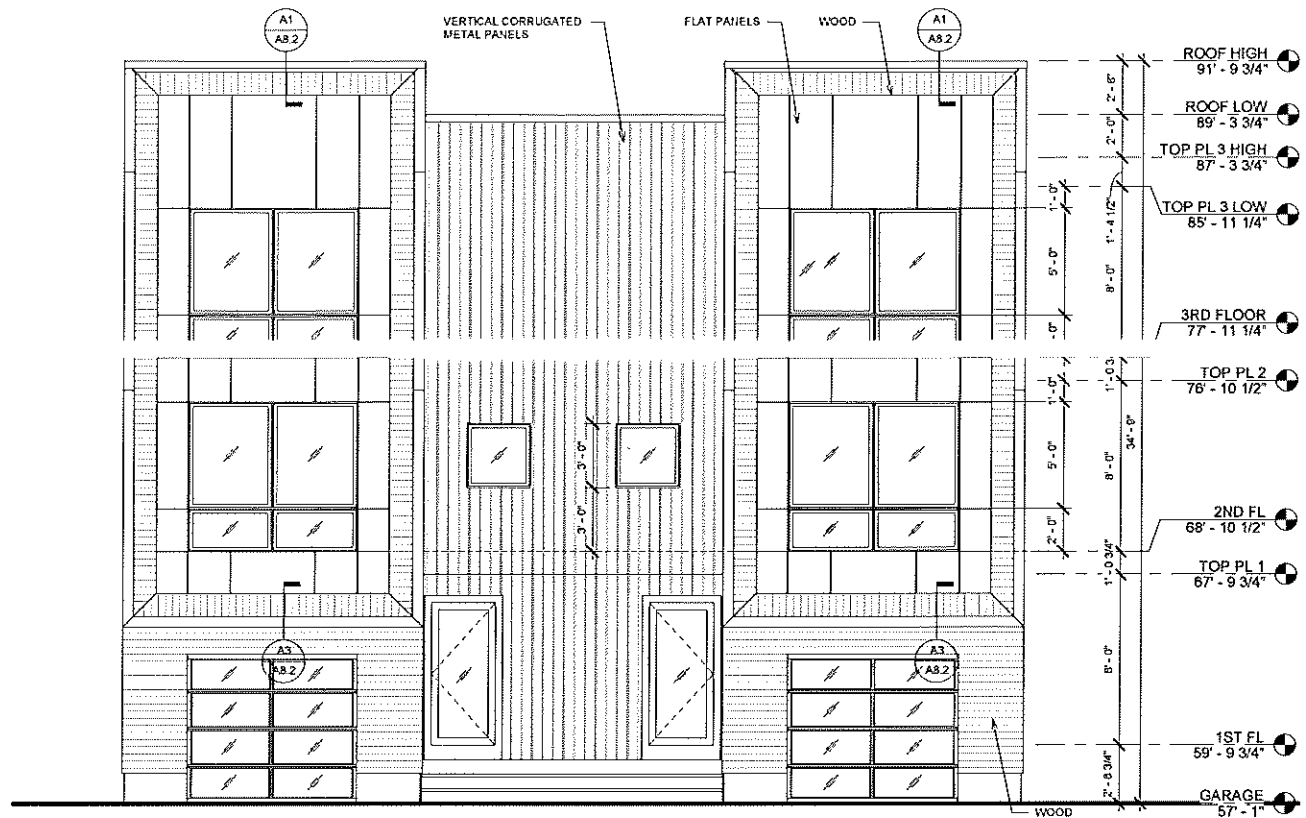 A1
A8.2
VERTICAL CORRUGATED
METAL PANELS
FLAT PANELS
WOOD
A1
A8.2
ROOF HIGH
91' - 9 3/4"
2' - 6"
ROOF LOW
89' - 3 3/4"
2' - 0"
TOP PL 3 HIGH
87' - 3 3/4"
1' - 0"
1' - 4 1/2"
TOP PL 3 LOW
85' - 11 1/4"
5' - 0"
8' - 0"
3RD FLOOR
77' - 11 1/4"
- 0"
TOP PL 2
76' - 10 1/2"
1' - 0"
1' - 0 3
34' - 9"
3' - 0"
5' - 0"
8' - 0"
3' - 0"
2' - 0"
2ND FL
68' - 10 1/2"
1' - 0 3/4"
TOP PL 1
67' - 9 3/4"
A3
A8.2
A3
A8.2
8' - 0"
1ST FL
59' - 9 3/4"
2' - 8 3/4"
GARAGE
57' - 1"
WOOD